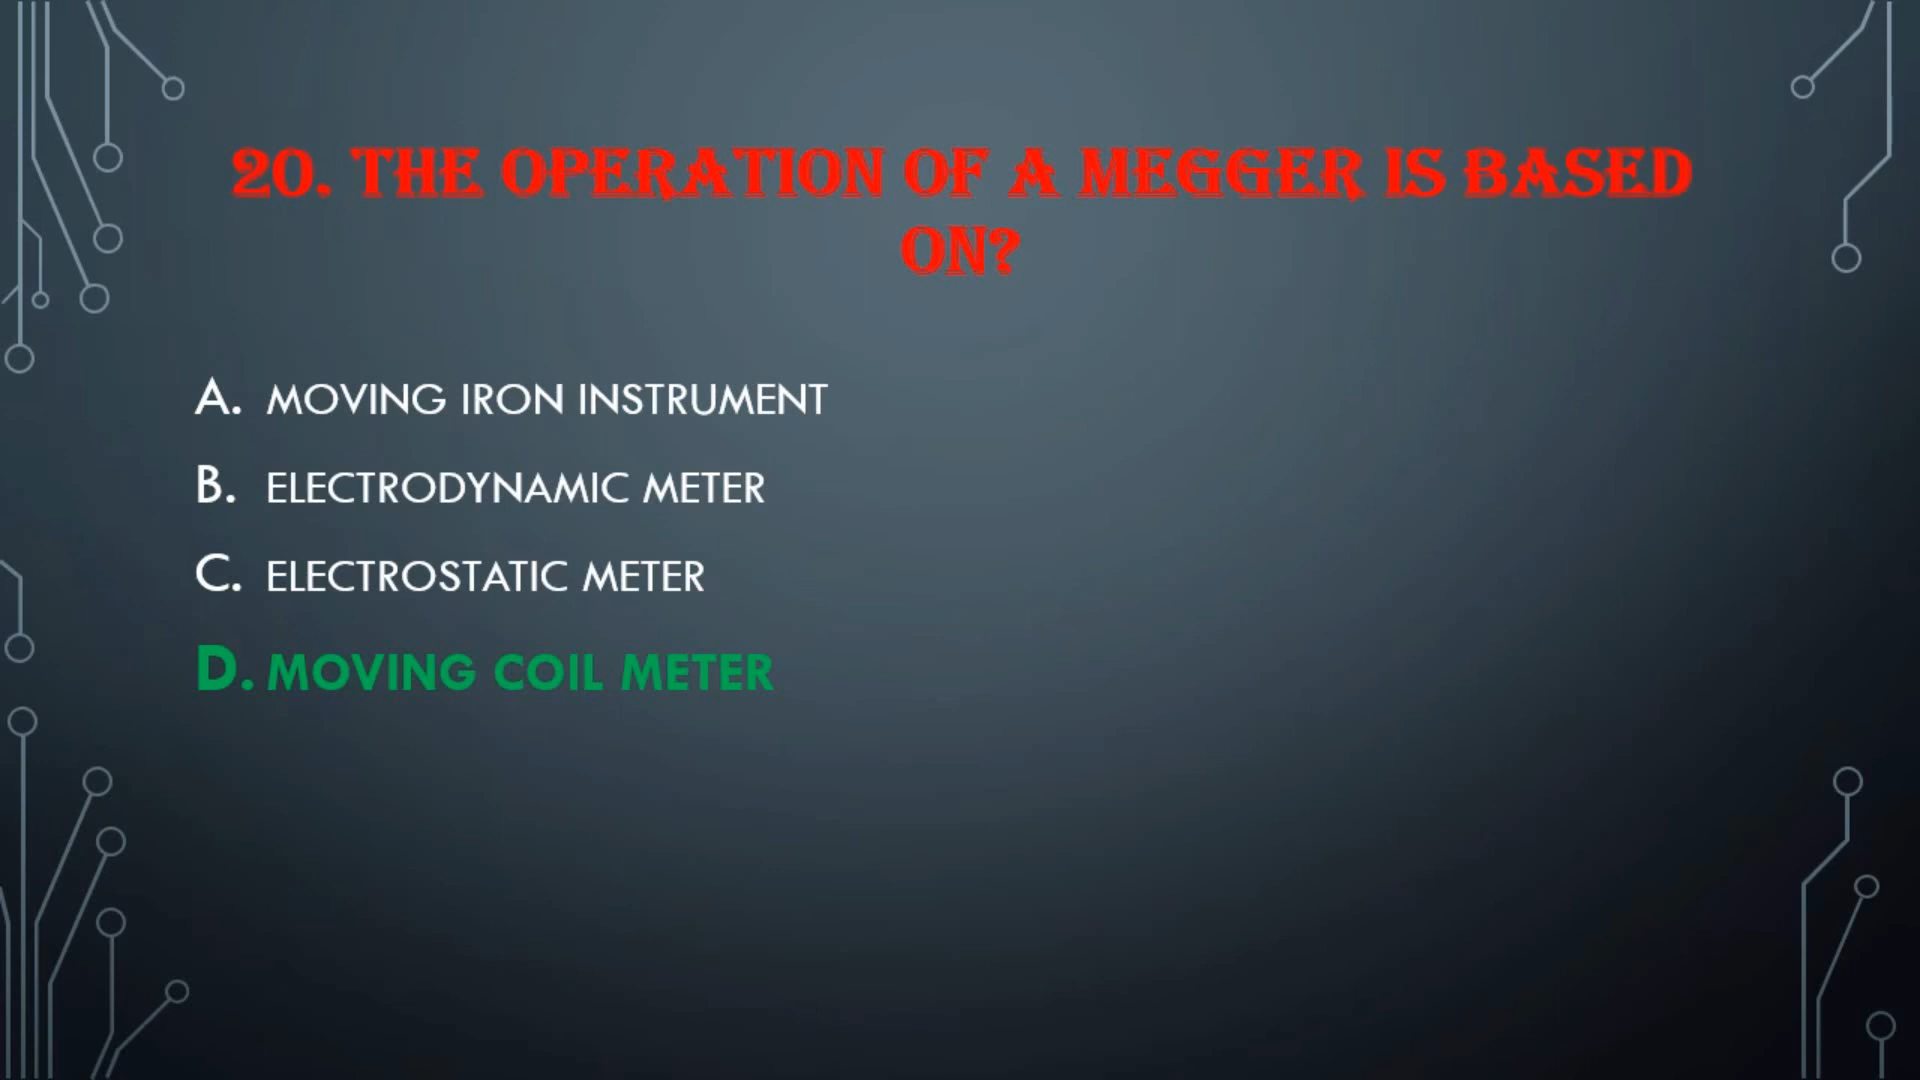 20. THE OPERATION OF A MEGGER IS BASED
ON?
A. MOVING IRON INSTRUMENT
B. ELECTRODYNAMIC METER
C. ELECTROSTATIC METER
D. MOVING COIL METER